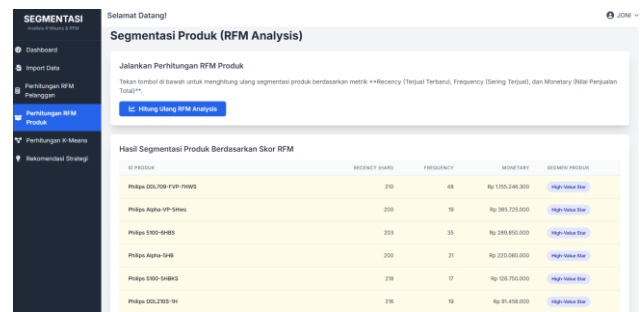 SEGMENTASI
Analisis K-Means & RFM
Selamat Datang!
JONI
Dashboard
Import Data
Perhitungan RFM
Pelanggan
Perhitungan RFM
Produk
Perhitungan K-Means
Rekomendasi Strategi
Segmentasi Produk (RFM Analysis)
Jalankan Perhitungan RFM Produk
Tekan tombol di bawah untuk menghitung ulang segmentasi produk berdasarkan metrik **Recency (Terjual Terbaru), Frequency (Sering Terjual), dan Monetary (Nilai Penjualan
Total)**.
Hitung Ulang RFM Analysis
Hasil Segmentasi Produk Berdasarkan Skor RFM
ID PRODUK RECENCY (HARI) FREQUENCY MONETARY SEGMEN PRODUK
Philips DDL709-FVP-7HWS 210 48 Rp 1.155.246.300 High-Value Star
Philips Alpha-VP-5Hws 200 19 Rp 385.725.000 High-Value Star
Philips 5100-6HBS 203 35 Rp 289.850.000 High-Value Star
Philips Alpha-5HB 200 21 Rp 220.080.000 High-Value Star
Philips 5100-5HBKS 218 17 Rp 126.750.000 High-Value Star
Philips DDL210S-1H 216 19 Rp 91.458.000 High-Value Star